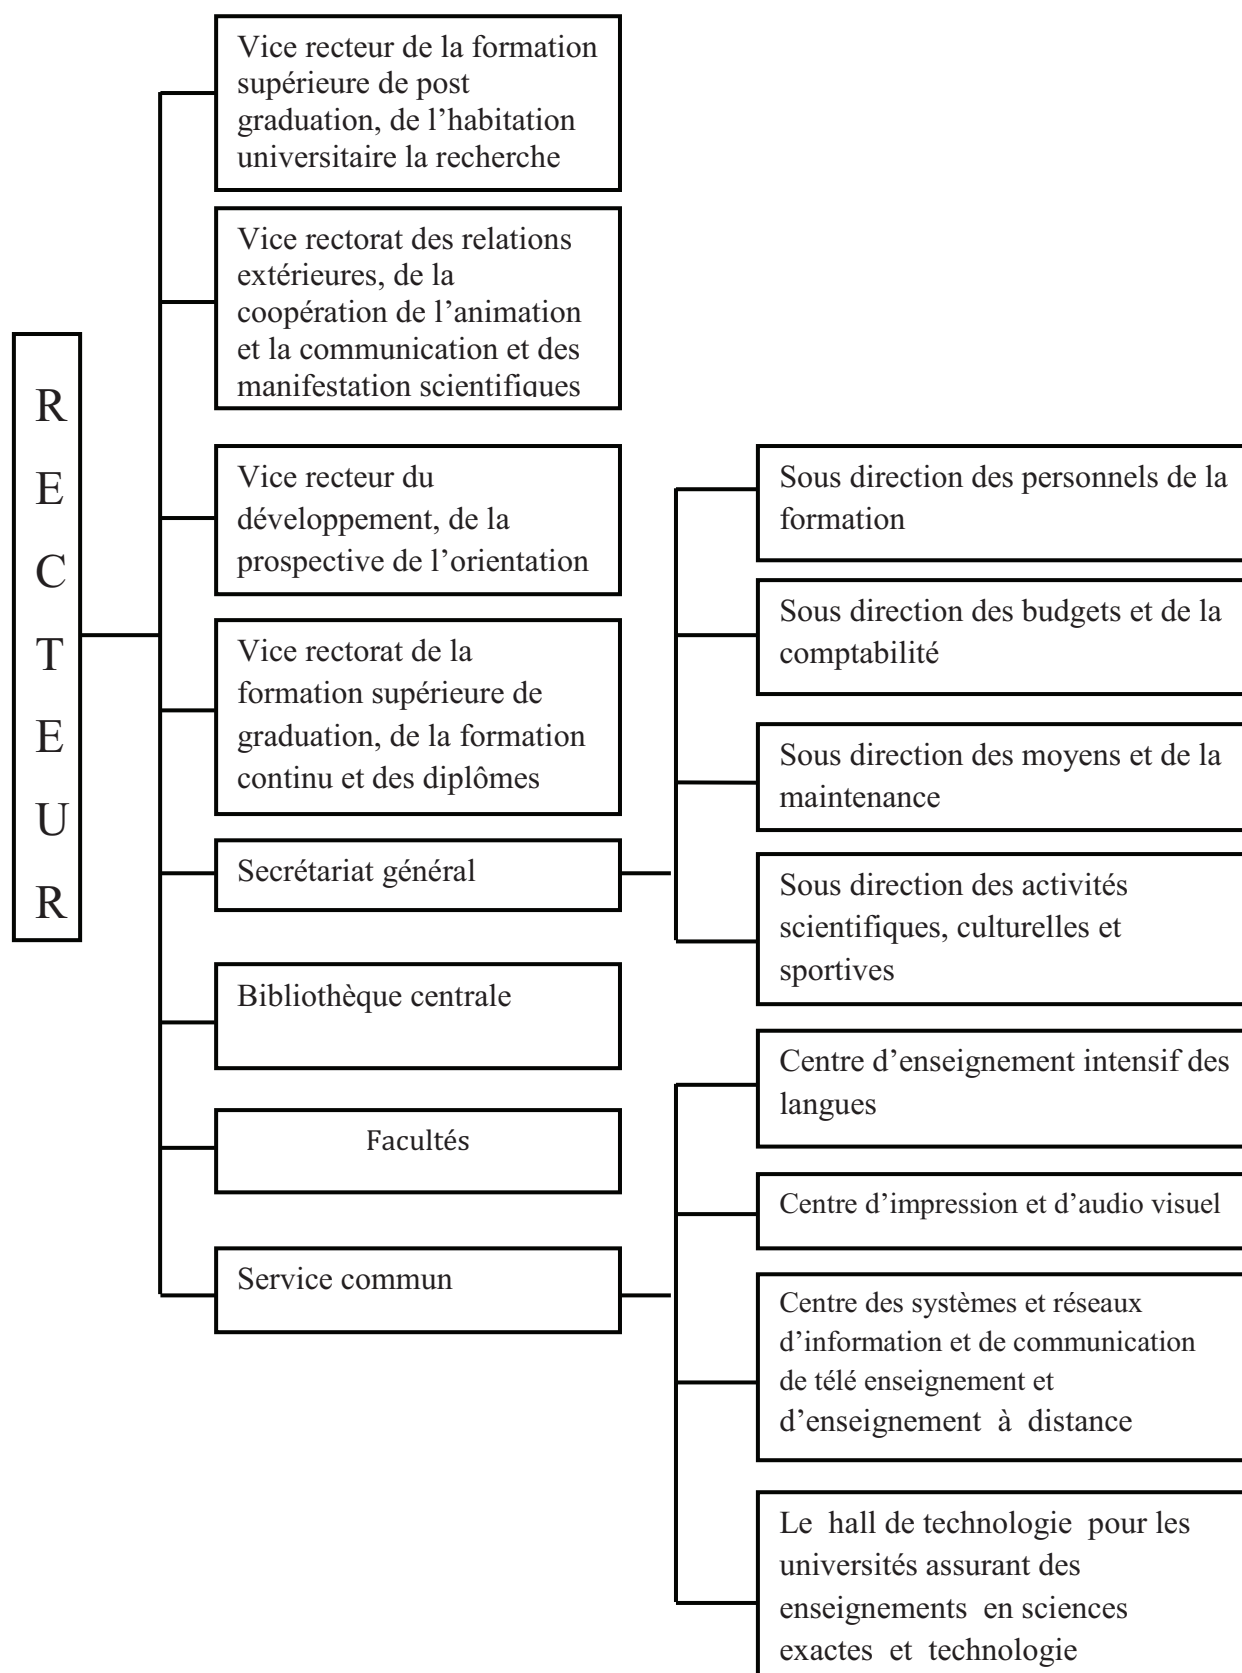 R
E
C
T
E
U
R
Vice recteur de la formation
supérieure de post
graduation, de l’habitation
universitaire la recherche
Vice rectorat des relations
extérieures, de la
coopération de l’animation
et la communication et des
manifestation scientifiques
Vice recteur du
développement, de la
prospective de l’orientation
Vice rectorat de la
formation supérieure de
graduation, de la formation
continu et des diplômes
Secrétariat général
Bibliothèque centrale
Facultés
Service commun
Sous direction des personnels de la
formation
Sous direction des budgets et de la
comptabilité
Sous direction des moyens et de la
maintenance
Sous direction des activités
scientifiques, culturelles et
sportives
Centre d’enseignement intensif des
langues
Centre d’impression et d’audio visuel
Centre des systèmes et réseaux
d’information et de communication
de télé enseignement et
d’enseignement à distance
Le hall de technologie pour les
universités assurant des
enseignements en sciences
exactes et technologie